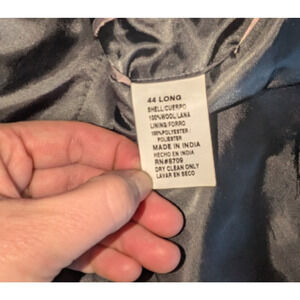 44 LONG
SHELL/CUERPO
100%WOOL/LANA
LINING/FORRO
100%POLYESTER/
POLIESTER
MADE IN INDIA
HECHO EN INDIA
RN#8709
DRY CLEAN ONLY
LAVAR EN SECO